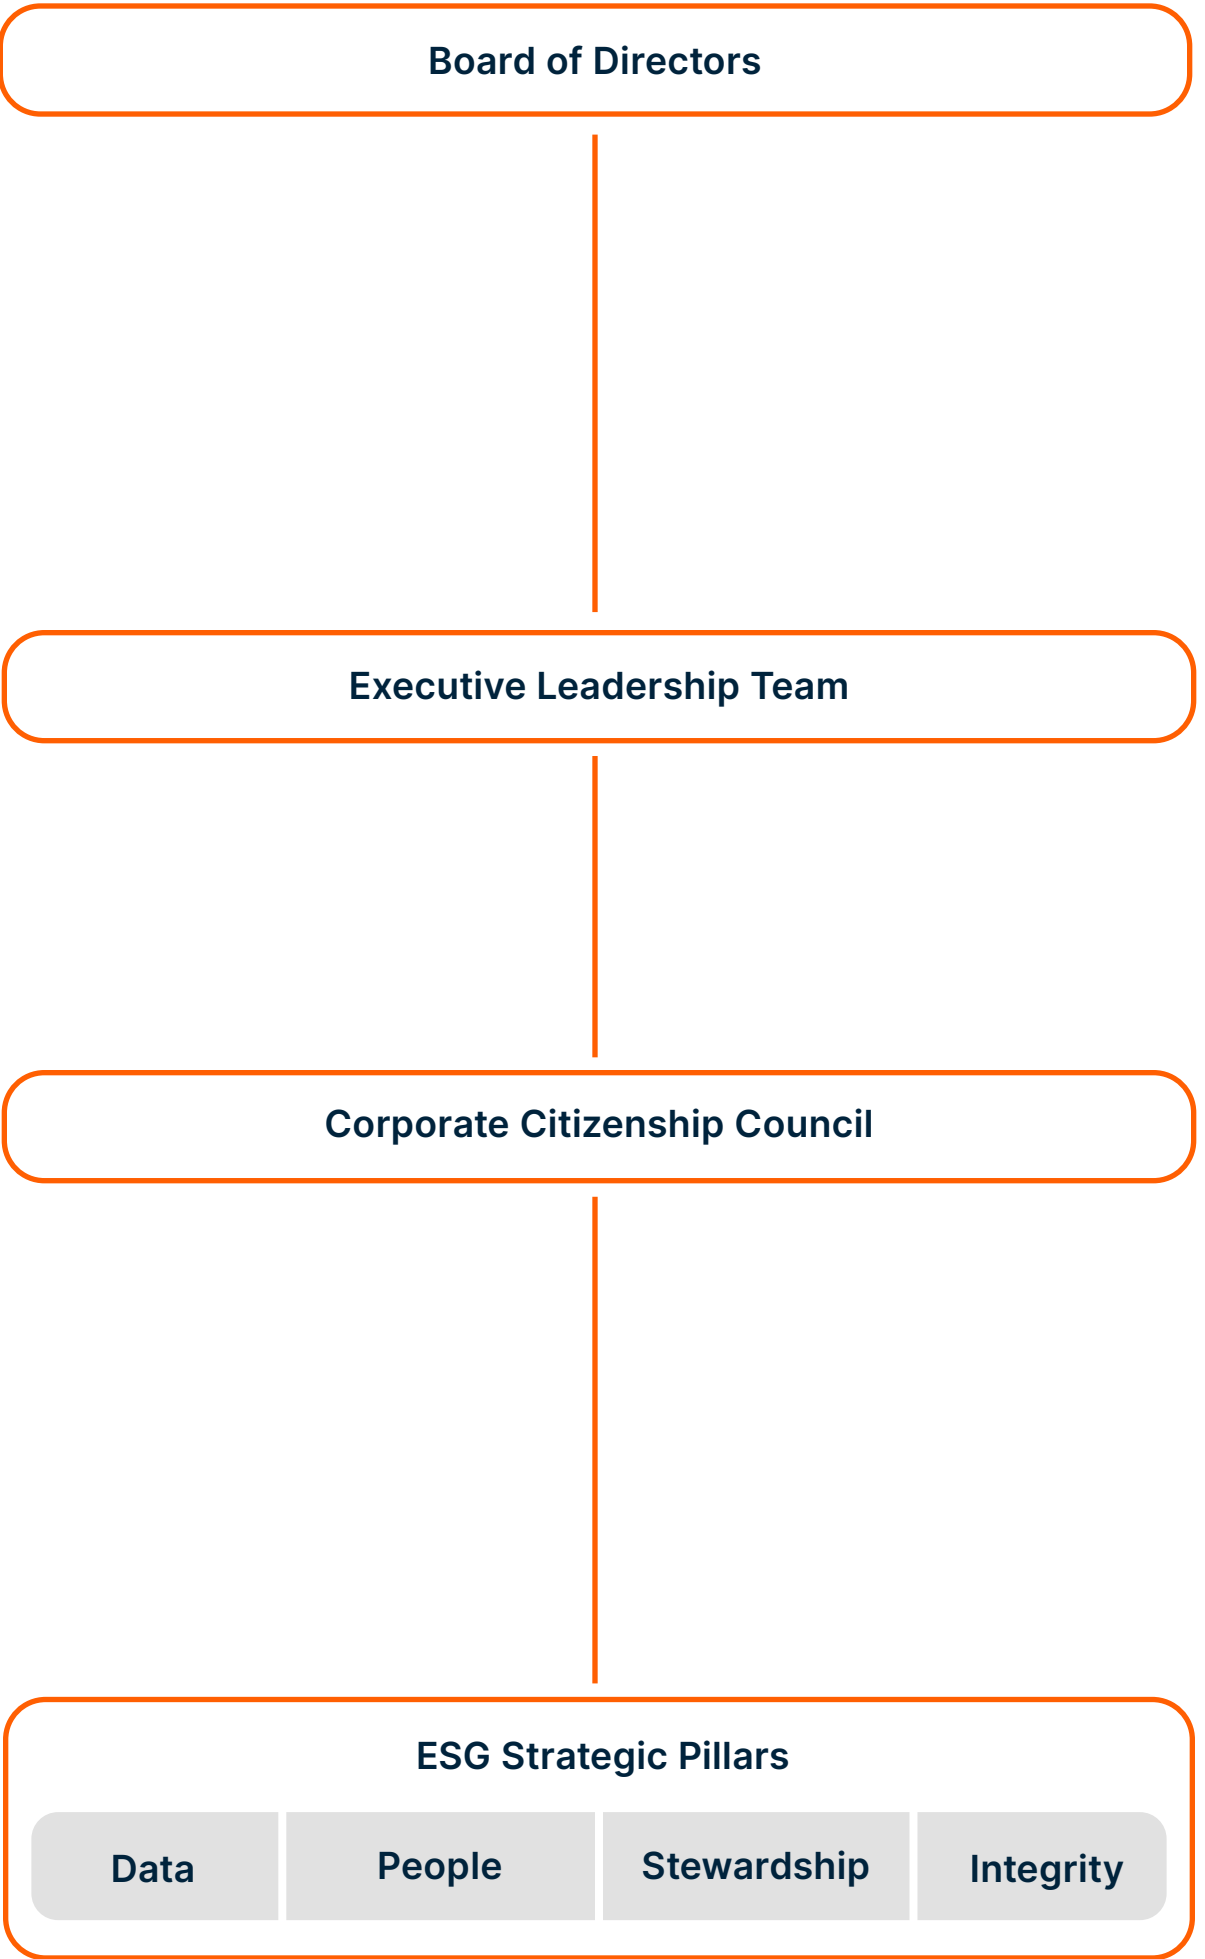 Board of Directors
Executive Leadership Team
Corporate Citizenship Council
ESG Strategic Pillars
Data People Stewardship Integrity